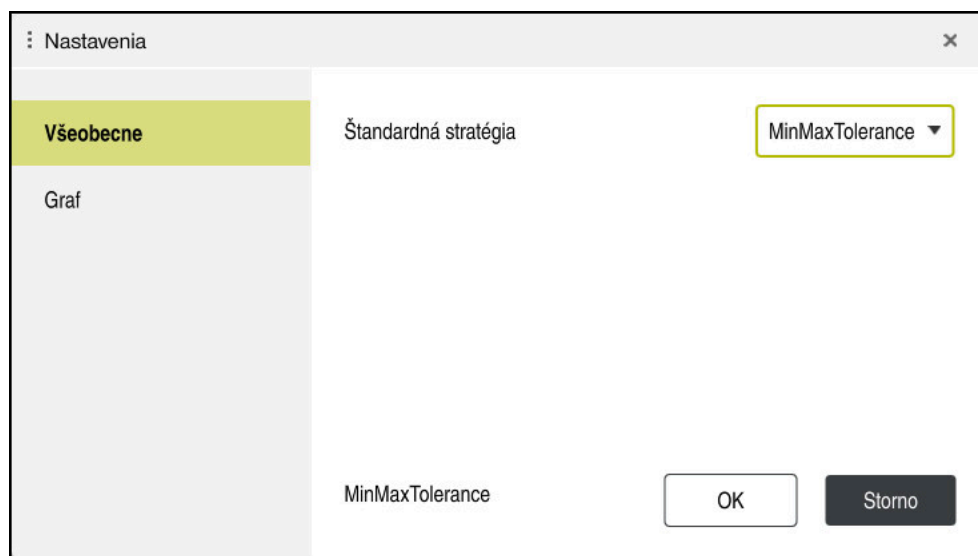 Nastavenia
Všeobecne
Graf
Štandardná stratégia
MinMaxTolerance
MinMaxTolerance
OK
Storno